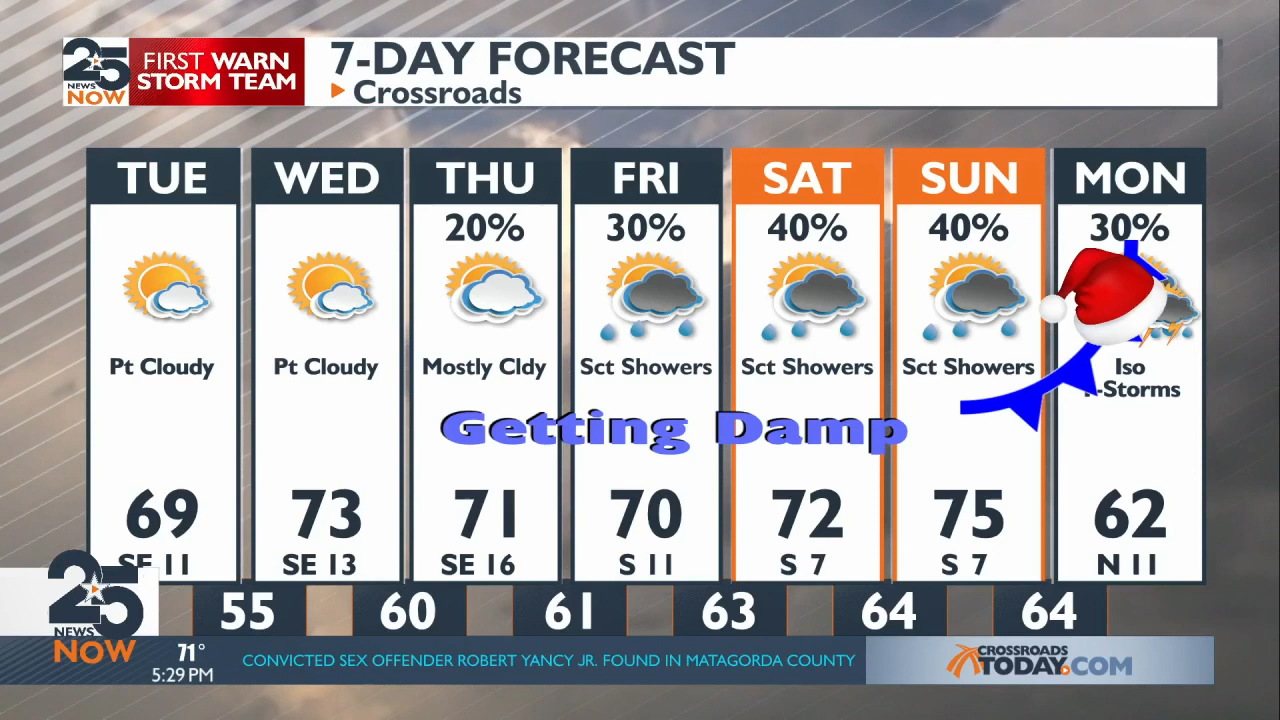 25
NEWS
NOW
FIRST WARN
STORM TEAM
7-DAY FORECAST
Crossroads
TUE WED THU FRI SAT SUN MON
20% 30% 40% 40% 30%
Pt Cloudy Pt Cloudy Mostly Cldy Sct Showers Sct Showers Sct Showers Iso
T-Storms
Getting Damp
69 73 71 70 72 75 62
SE 11 SE 13 SE 16 S 11 S 7 S 7 N 11
55 60 61 63 64 64
25
NEWS
NOW
71°
5:29 PM
CONVICTED SEX OFFENDER ROBERT YANCY JR. FOUND IN MATAGORDA COUNTY
CROSSROADS
TODAY.COM